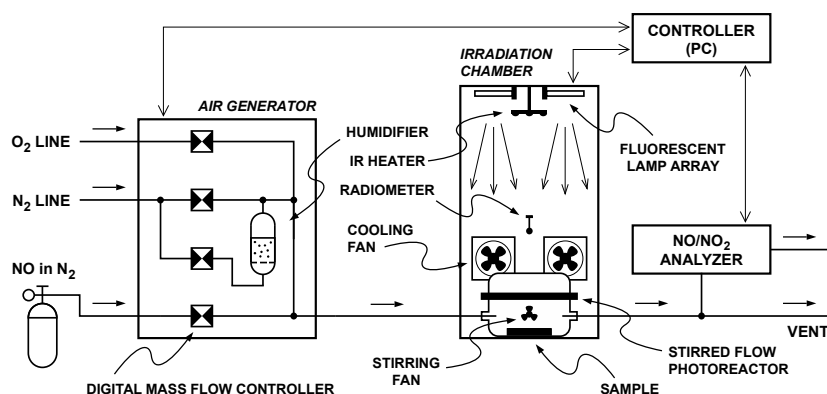 CONTROLLER
(PC)
IRRADIATION
CHAMBER
AIR GENERATOR
O2 LINE
HUMIDIFIER
IR HEATER
FLUORESCENT
LAMP ARRAY
RADIOMETER
N2 LINE
COOLING
FAN
NO/NO2
ANALYZER
NO in N2
VENT
STIRRING
FAN
STIRRED FLOW
PHOTOREACTOR
DIGITAL MASS FLOW CONTROLLER
SAMPLE